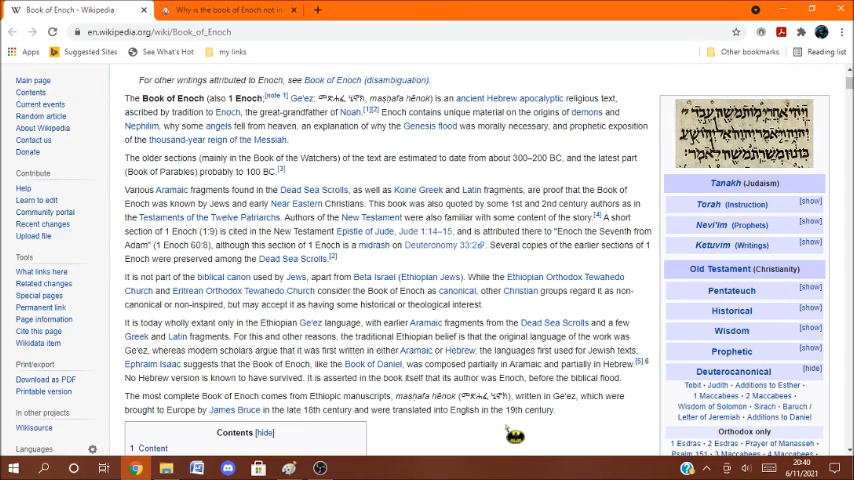 Book of Enoch - Wikipedia
Why is the book of Enoch not in
en.wikipedia.org/wiki/Book_of_Enoch
Apps
Suggested Sites
See What's Hot
my links
Other bookmarks
Reading list
Main page
Contents
Current events
Random article
About Wikipedia
Contact us
Donate
Contribute
Help
Learn to edit
Community portal
Recent changes
Upload file
Tools
What links here
Related changes
Special pages
Permanent link
Page information
Cite this page
Wikidata item
Print/export
Download as PDF
Printable version
In other projects
Wikisource
Languages
For other writings attributed to Enoch, see Book of Enoch (disambiguation).
The Book of Enoch (also 1 Enoch;[note 1] Ge'ez: መጽሐፈ ሄኖክ, maṣḥafa hēnok) is an ancient Hebrew apocalyptic religious text,
ascribed by tradition to Enoch, the great-grandfather of Noah.[1][2] Enoch contains unique material on the origins of demons and
Nephilim, why some angels fell from heaven, an explanation of why the Genesis flood was morally necessary, and prophetic exposition
of the thousand-year reign of the Messiah.
The older sections (mainly in the Book of the Watchers) of the text are estimated to date from about 300–200 BC, and the latest part
(Book of Parables) probably to 100 BC.[3]
Various Aramaic fragments found in the Dead Sea Scrolls, as well as Koine Greek and Latin fragments, are proof that the Book of
Enoch was known by Jews and early Near Eastern Christians. This book was also quoted by some 1st and 2nd century authors as in
the Testaments of the Twelve Patriarchs. Authors of the New Testament were also familiar with some content of the story.[4] A short
section of 1 Enoch (1:9) is cited in the New Testament Epistle of Jude, Jude 1:14–15, and is attributed there to "Enoch the Seventh from
Adam" (1 Enoch 60:8), although this section of 1 Enoch is a midrash on Deuteronomy 33:2. Several copies of the earlier sections of 1
Enoch were preserved among the Dead Sea Scrolls.[2]
It is not part of the biblical canon used by Jews, apart from Beta Israel (Ethiopian Jews). While the Ethiopian Orthodox Tewahedo
Church and Eritrean Orthodox Tewahedo Church consider the Book of Enoch as canonical, other Christian groups regard it as non-
canonical or non-inspired, but may accept it as having some historical or theological interest.
It is today wholly extant only in the Ethiopian Ge'ez language, with earlier Aramaic fragments from the Dead Sea Scrolls and a few
Greek and Latin fragments. For this and other reasons, the traditional Ethiopian belief is that the original language of the work was
Ge'ez, whereas modern scholars argue that it was first written in either Aramaic or Hebrew, the languages first used for Jewish texts;
Ephraim Isaac suggests that the Book of Enoch, like the Book of Daniel, was composed partially in Aramaic and partially in Hebrew.[5]:6
No Hebrew version is known to have survived. It is asserted in the book itself that its author was Enoch, before the biblical flood.
The most complete Book of Enoch comes from Ethiopic manuscripts, maṣḥafa hēnok (መጽሐፈ ሄኖክ), written in Ge'ez, which were
brought to Europe by James Bruce in the late 18th century and were translated into English in the 19th century.
Contents [hide]
1 Content
Tanakh (Judaism)
Torah (Instruction) [show]
Nevi'im (Prophets) [show]
Ketuvim (Writings) [show]
Old Testament (Christianity)
Pentateuch [show]
Historical [show]
Wisdom [show]
Prophetic [show]
Deuterocanonical [hide]
Tobit · Judith · Additions to Esther
1 Maccabees · 2 Maccabees
Wisdom of Solomon · Sirach · Baruch /
Letter of Jeremiah · Additions to Daniel
Orthodox only
1 Esdras · 2 Esdras · Prayer of Manasseh
Psalm 151 · 3 Maccabees · 4 Maccabees
20:40
6/11/2021